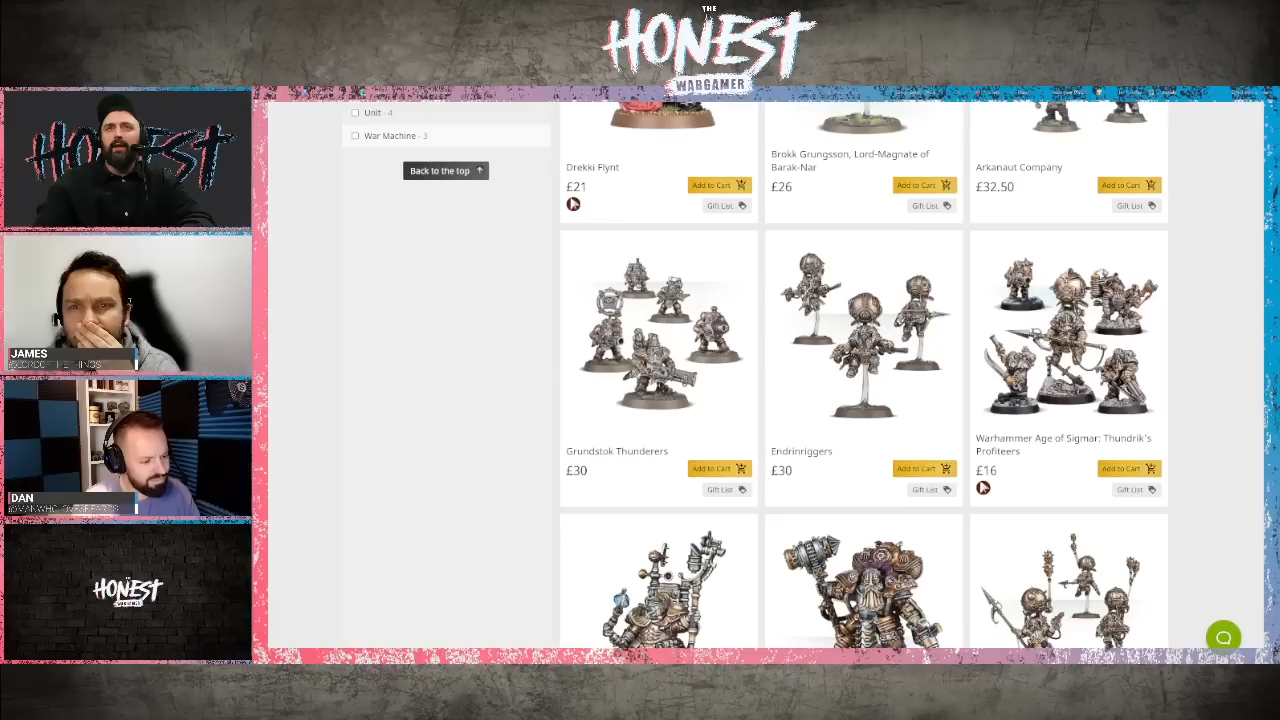 THE
HONEST
WARGAMER
HONEST
JAMES
DAN
HONEST
WARGAMER
Unit - 4
War Machine - 3
Back to the top
Drekki Flynt
£21
Add to Cart
Gift List
Brokk Grungsson, Lord-Magnate of
Barak-Nar
£26
Add to Cart
Gift List
Arkanaut Company
£32.50
Add to Cart
Gift List
Grundstok Thunderers
£30
Add to Cart
Gift List
Endrinriggers
£30
Add to Cart
Gift List
Warhammer Age of Sigmar: Thundrik's
Profiteers
£16
Add to Cart
Gift List